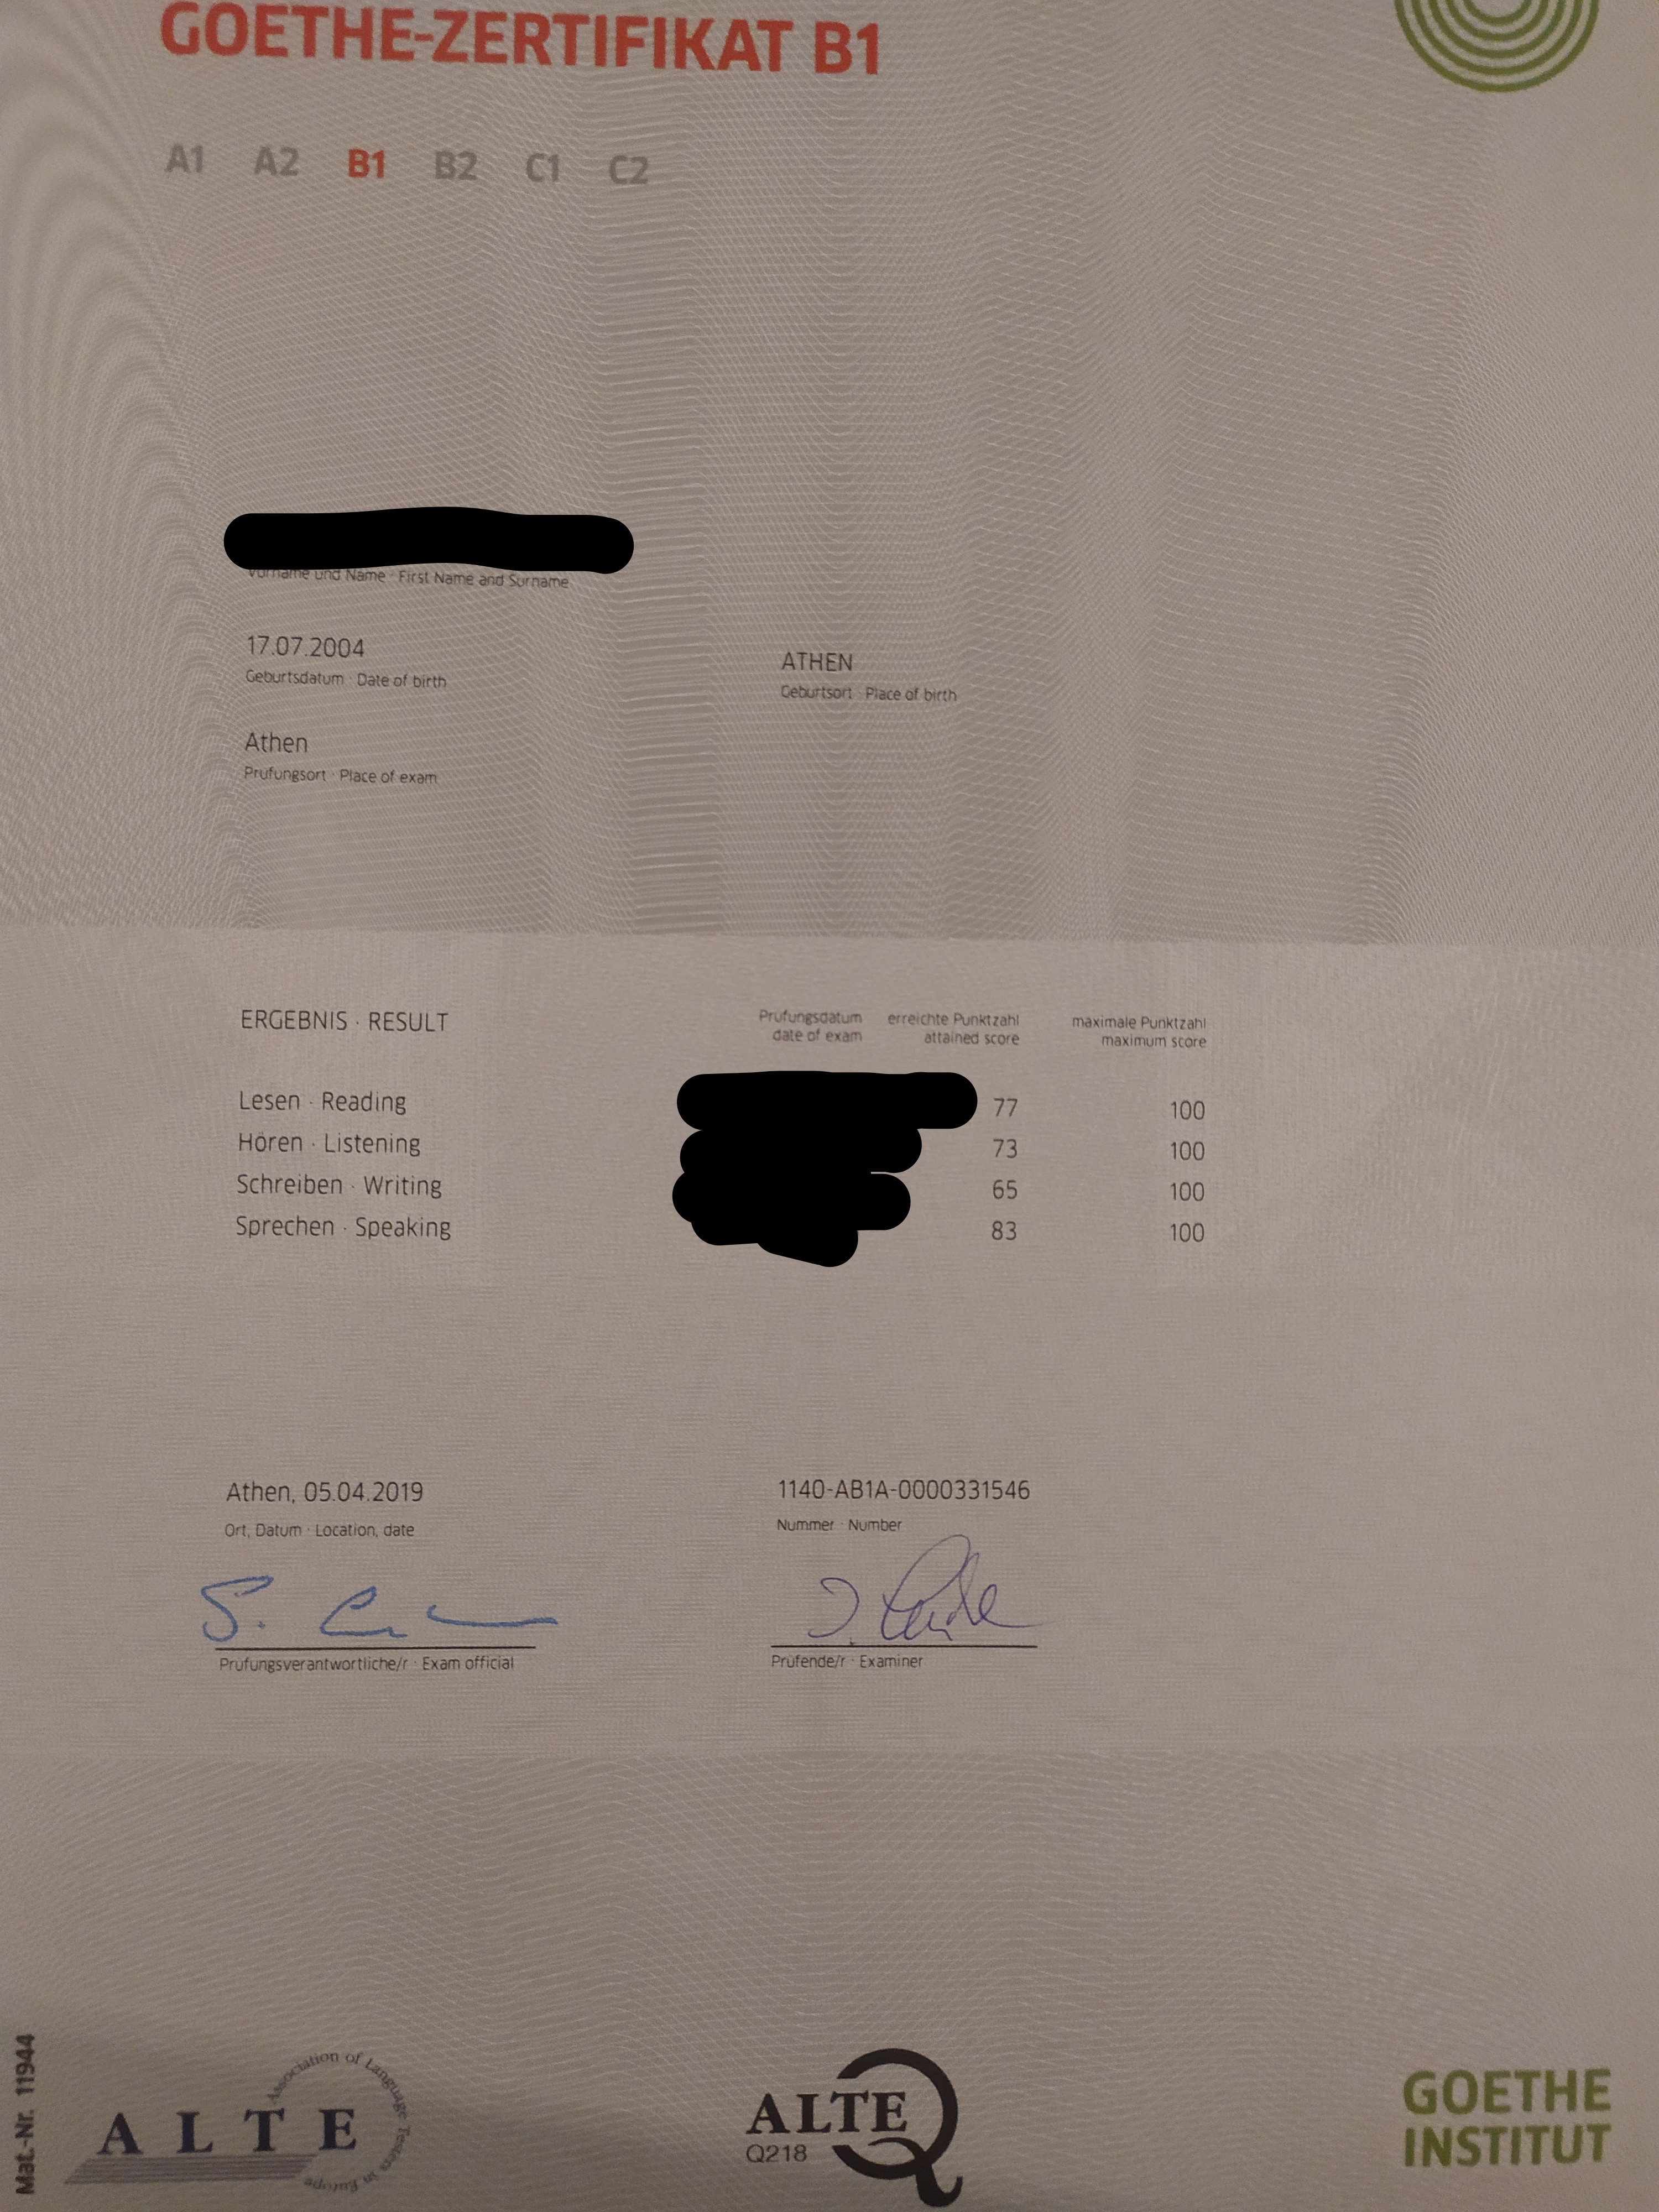 GOETHE-ZERTIFIKAT B1
A1 A2 B1 B2 C1 C2
Vorname und Name · First Name and Surname
17.07.2004
Geburtsdatum · Date of birth
ATHEN
Geburtsort · Place of birth
Athen
Prüfungsort · Place of exam
ERGEBNIS · RESULT
Prüfungsdatum erreichte Punktzahl maximale Punktzahl
date of exam attained score maximum score
Lesen · Reading 77 100
Hören · Listening 73 100
Schreiben · Writing 65 100
Sprechen · Speaking 83 100
Athen, 05.04.2019
Ort, Datum · Location, date
1140-AB1A-0000331546
Nummer · Number
Prüfungsverantwortliche/r · Exam official
Prüfende/r · Examiner
Mat.-Nr. 11944
ALTE
Association of Language Testers in Europe
ALTE
Q218
GOETHE
INSTITUT